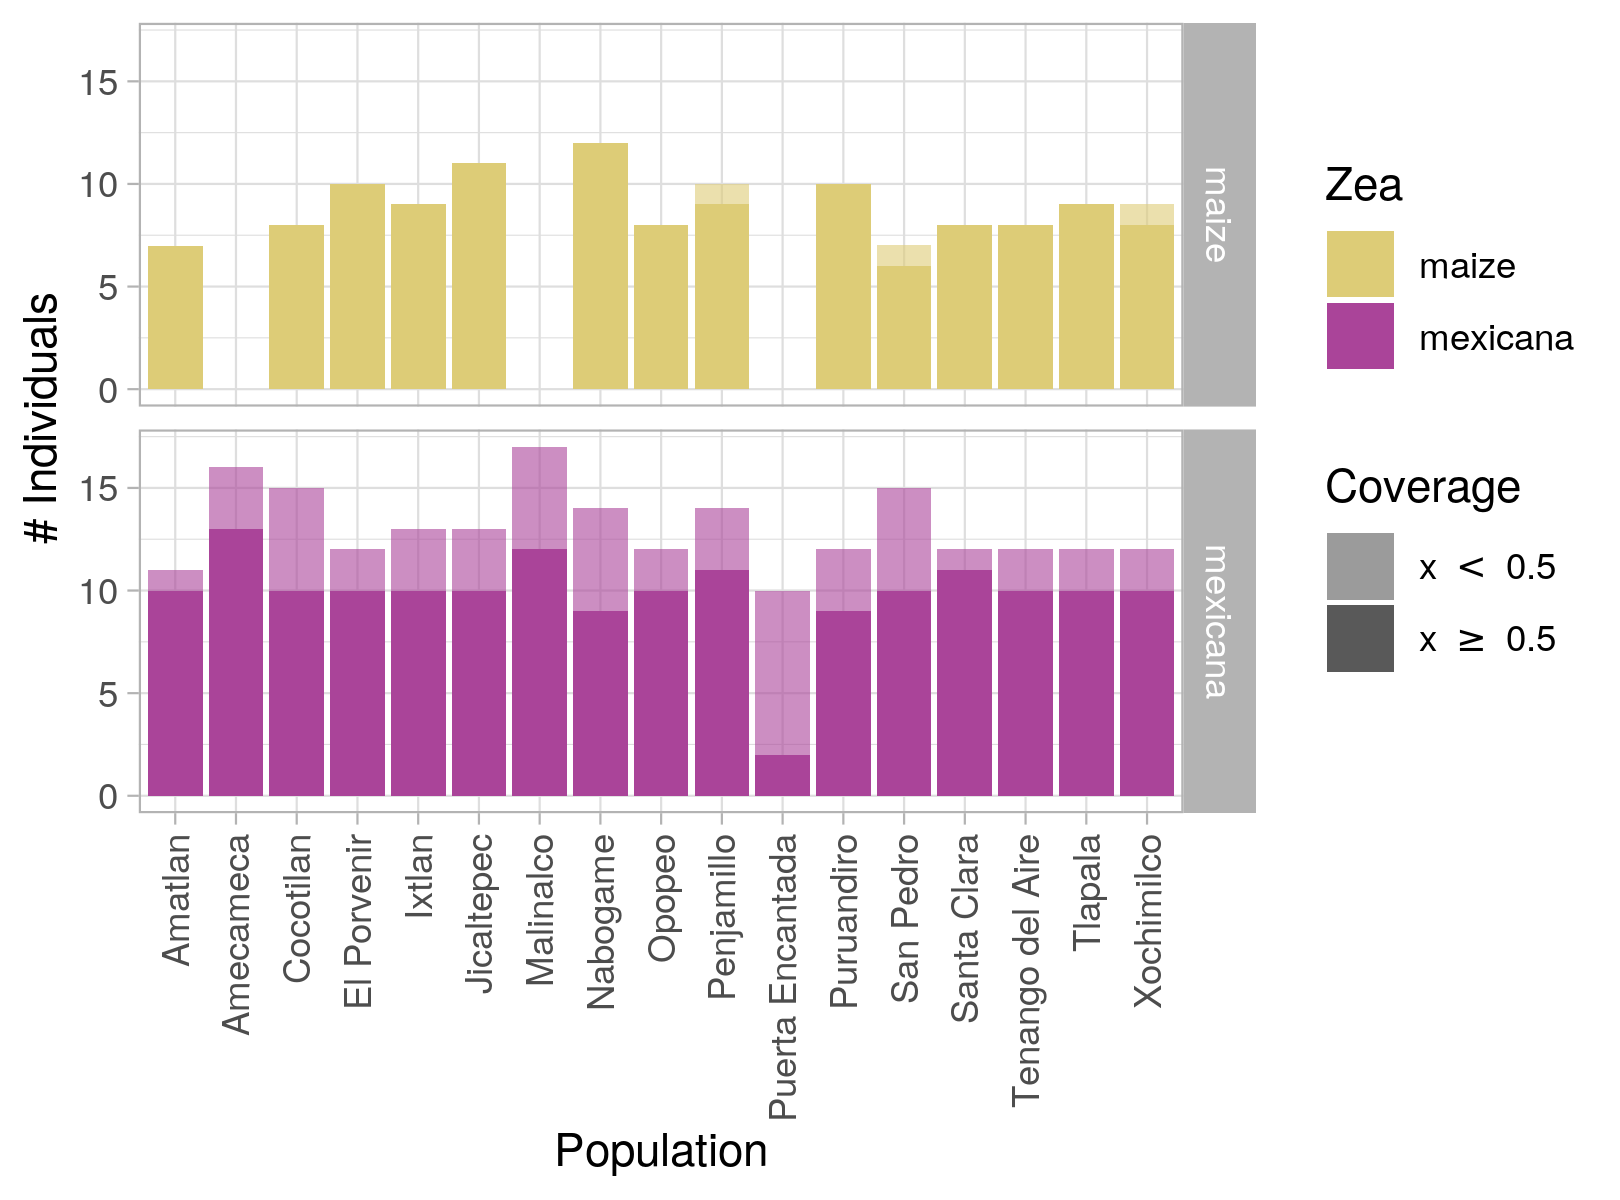 # Individuals
15
10
5
0
maize
15
10
5
0
mexicana
Amatlan
Amecameca
Cocotilan
El Porvenir
Ixtlan
Jicaltepec
Malinalco
Nabogame
Opopeo
Penjamillo
Puerta Encantada
Puruandiro
San Pedro
Santa Clara
Tenango del Aire
Tlapala
Xochimilco
Population
Zea
maize
mexicana
Coverage
x < 0.5
x ≥ 0.5